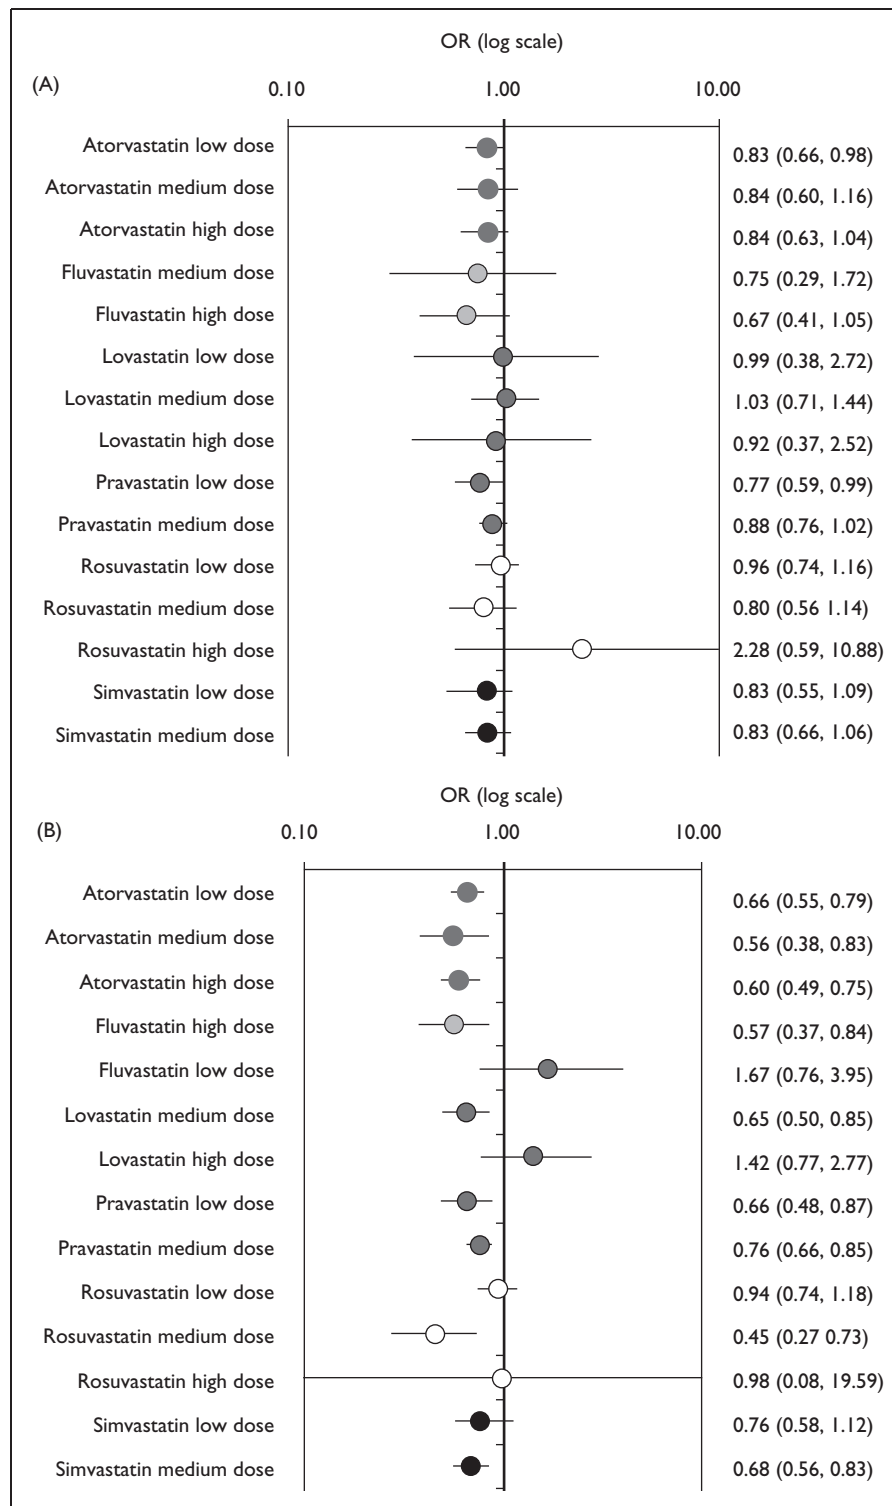 OR (log scale)
(A) 0.10 1.00 10.00
Atorvastatin low dose 0.83 (0.66, 0.98)
Atorvastatin medium dose 0.84 (0.60, 1.16)
Atorvastatin high dose 0.84 (0.63, 1.04)
Fluvastatin medium dose 0.75 (0.29, 1.72)
Fluvastatin high dose 0.67 (0.41, 1.05)
Lovastatin low dose 0.99 (0.38, 2.72)
Lovastatin medium dose 1.03 (0.71, 1.44)
Lovastatin high dose 0.92 (0.37, 2.52)
Pravastatin low dose 0.77 (0.59, 0.99)
Pravastatin medium dose 0.88 (0.76, 1.02)
Rosuvastatin low dose 0.96 (0.74, 1.16)
Rosuvastatin medium dose 0.80 (0.56 1.14)
Rosuvastatin high dose 2.28 (0.59, 10.88)
Simvastatin low dose 0.83 (0.55, 1.09)
Simvastatin medium dose 0.83 (0.66, 1.06)
OR (log scale)
(B) 0.10 1.00 10.00
Atorvastatin low dose 0.66 (0.55, 0.79)
Atorvastatin medium dose 0.56 (0.38, 0.83)
Atorvastatin high dose 0.60 (0.49, 0.75)
Fluvastatin high dose 0.57 (0.37, 0.84)
Fluvastatin low dose 1.67 (0.76, 3.95)
Lovastatin medium dose 0.65 (0.50, 0.85)
Lovastatin high dose 1.42 (0.77, 2.77)
Pravastatin low dose 0.66 (0.48, 0.87)
Pravastatin medium dose 0.76 (0.66, 0.85)
Rosuvastatin low dose 0.94 (0.74, 1.18)
Rosuvastatin medium dose 0.45 (0.27 0.73)
Rosuvastatin high dose 0.98 (0.08, 19.59)
Simvastatin low dose 0.76 (0.58, 1.12)
Simvastatin medium dose 0.68 (0.56, 0.83)